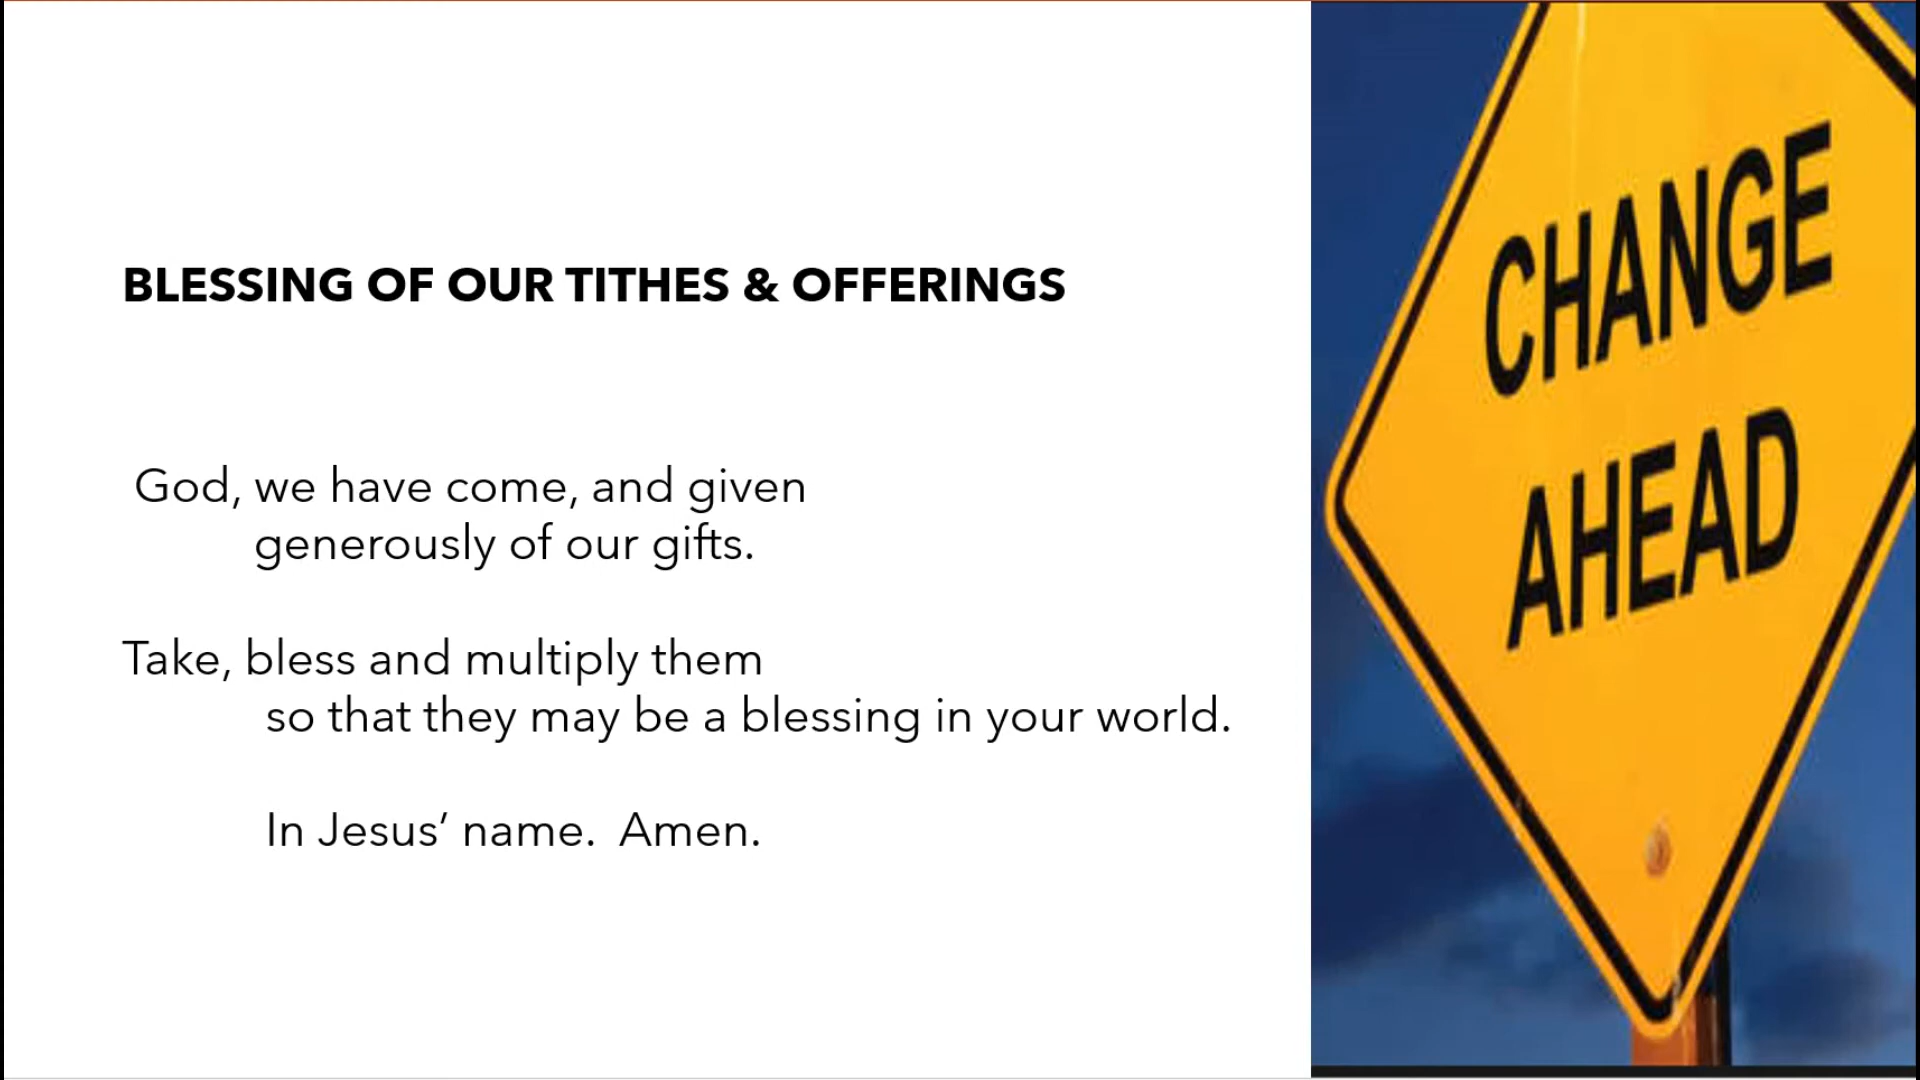 BLESSING OF OUR TITHES & OFFERINGS
God, we have come, and given
generously of our gifts.
Take, bless and multiply them
so that they may be a blessing in your world.
In Jesus’ name.  Amen.
CHANGE
AHEAD